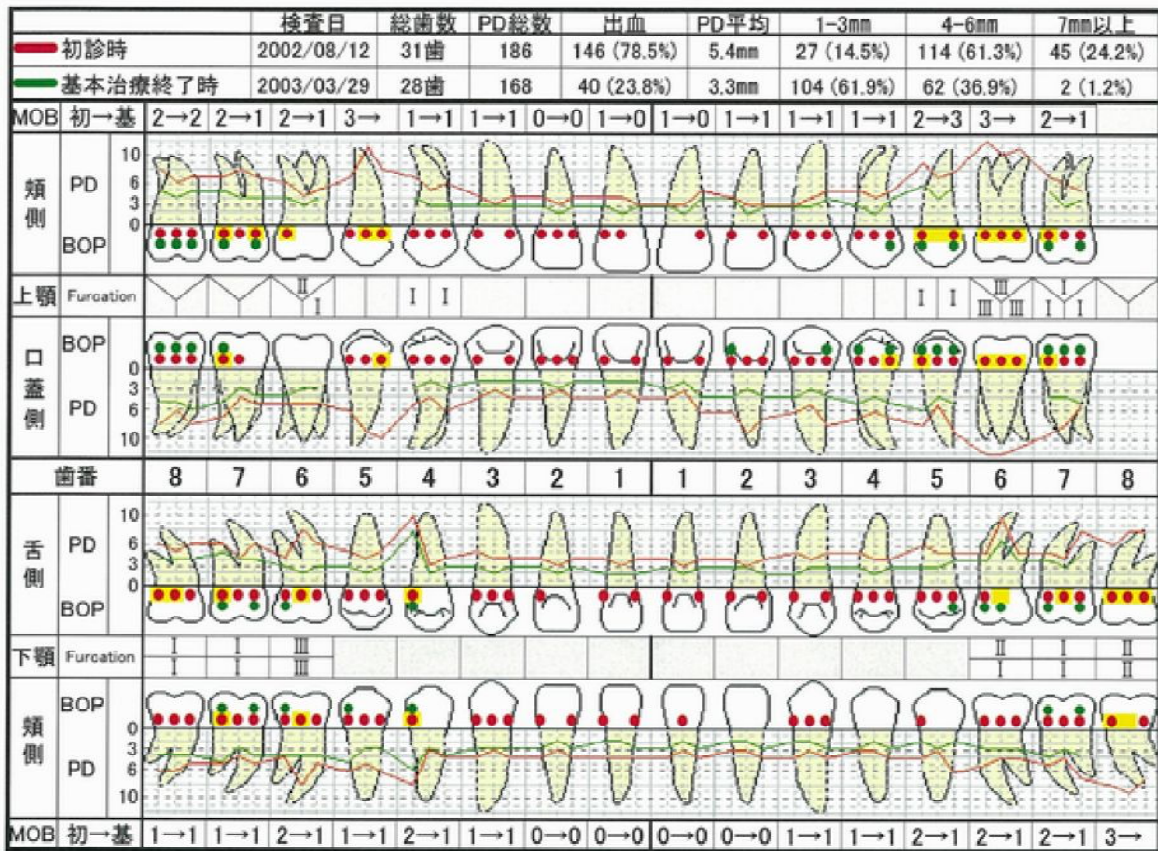 検査日 総歯数 PD総数 出血 PD平均 1-3mm 4-6mm 7mm以上
初診時 2002/08/12 31歯 186 146 (78.5%) 5.4mm 27 (14.5%) 114 (61.3%) 45 (24.2%)
基本治療終了時 2003/03/29 28歯 168 40 (23.8%) 3.3mm 104 (61.9%) 62 (36.9%) 2 (1.2%)
MOB 初→基 2→2 2→1 2→1 3→ 1→1 1→1 0→0 1→0 1→0 1→1 1→1 1→1 2→3 3→ 2→1
頬側 PD 10 6 3 0
BOP
上顎 Furcation II I I I I I III III III I I I
口蓋側 BOP
PD 0 3 6 10
歯番 8 7 6 5 4 3 2 1 1 2 3 4 5 6 7 8
舌側 PD 10 6 3 0
BOP
下顎 Furcation I I III II I II
I I III I I II
頬側 BOP
PD 0 3 6 10
MOB 初→基 1→1 1→1 2→1 1→1 2→1 1→0 0→0 0→0 0→0 0→0 1→1 1→1 2→1 2→1 2→1 3→